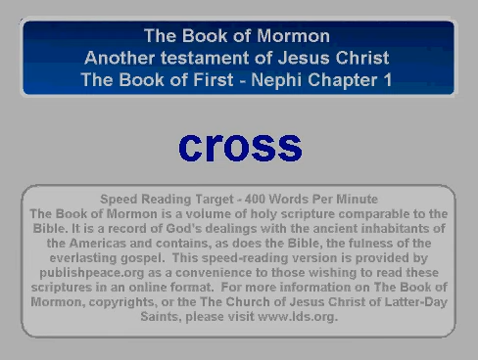 The Book of Mormon
Another testament of Jesus Christ
The Book of First - Nephi Chapter 1
cross
Speed Reading Target - 400 Words Per Minute
The Book of Mormon is a volume of holy scripture comparable to the
Bible. It is a record of God's dealings with the ancient inhabitants of
the Americas and contains, as does the Bible, the fulness of the
everlasting gospel.  This speed-reading version is provided by
publishpeace.org as a convenience to those wishing to read these
scriptures in an online format.  For more information on The Book of
Mormon, copyrights, or the The Church of Jesus Christ of Latter-Day
Saints, please visit www.lds.org.